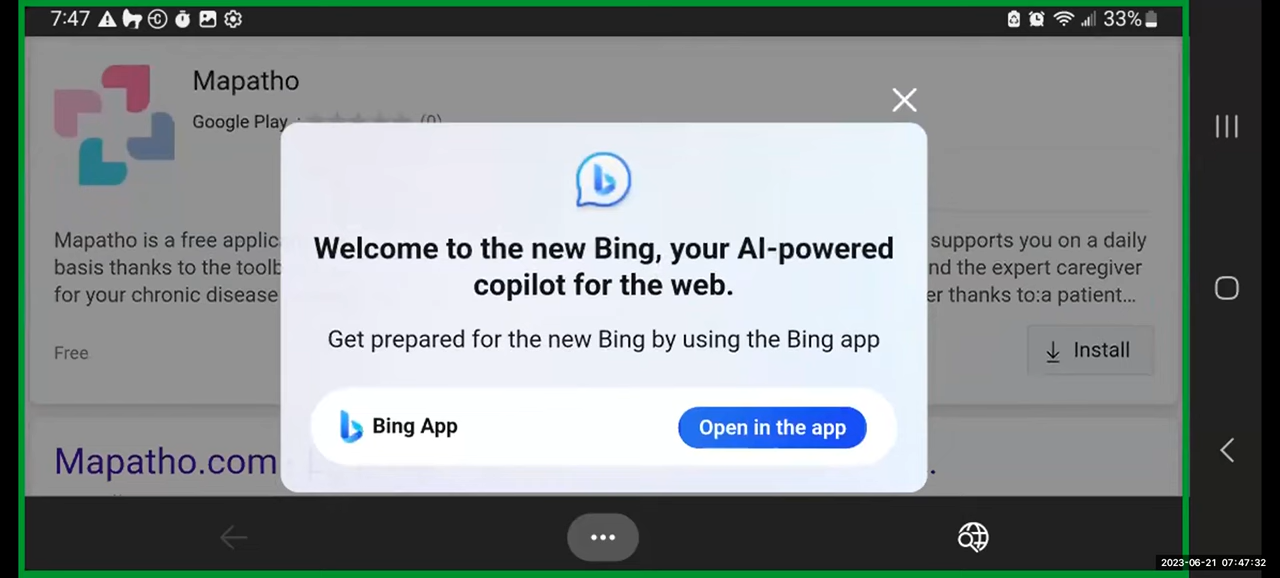 7:47
33%
Mapatho
Google Play
(0)
Welcome to the new Bing, your AI-powered
copilot for the web.
Mapatho is a free applic
supports you on a daily
basis thanks to the toolb
nd the expert caregiver
for your chronic disease
er thanks to:a patient...
Get prepared for the new Bing by using the Bing app
Free
Install
Bing App
Open in the app
Mapatho.com
2023-06-21 07:47:32